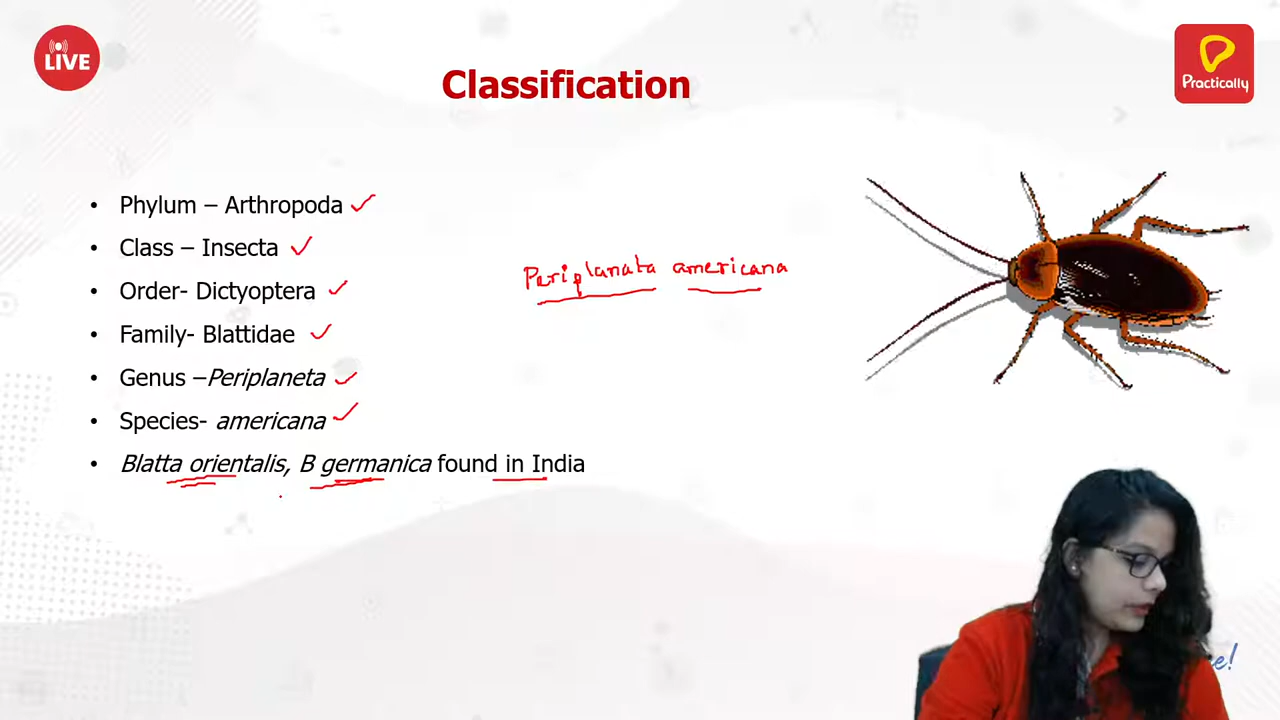 LIVE
Practically
Classification
• Phylum – Arthropoda
• Class – Insecta
• Order- Dictyoptera
• Family- Blattidae
• Genus –Periplaneta
• Species- americana
• Blatta orientalis, B germanica found in India
Periplanata americana